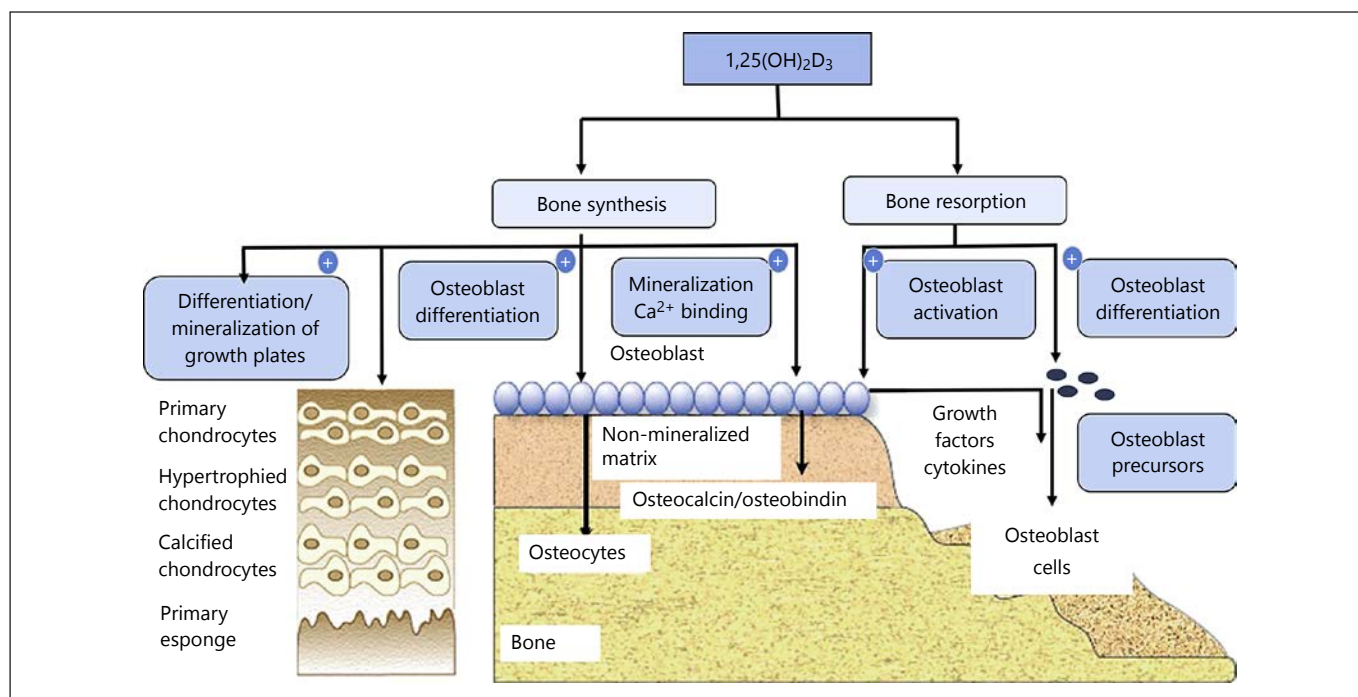 1,25(OH)₂D₃
Bone synthesis
Bone resorption
+
+
+
+
+
Differentiation/
mineralization of
growth plates
Osteoblast
differentiation
Mineralization
Ca²⁺ binding
Osteoblast
activation
Osteoblast
differentiation
Osteoblast
Primary
chondrocytes
Hypertrophied
chondrocytes
Calcified
chondrocytes
Primary
esponge
Non-mineralized
matrix
Osteocalcin/osteobindin
Osteocytes
Bone
Growth
factors
cytokines
Osteoblast
precursors
Osteoblast
cells